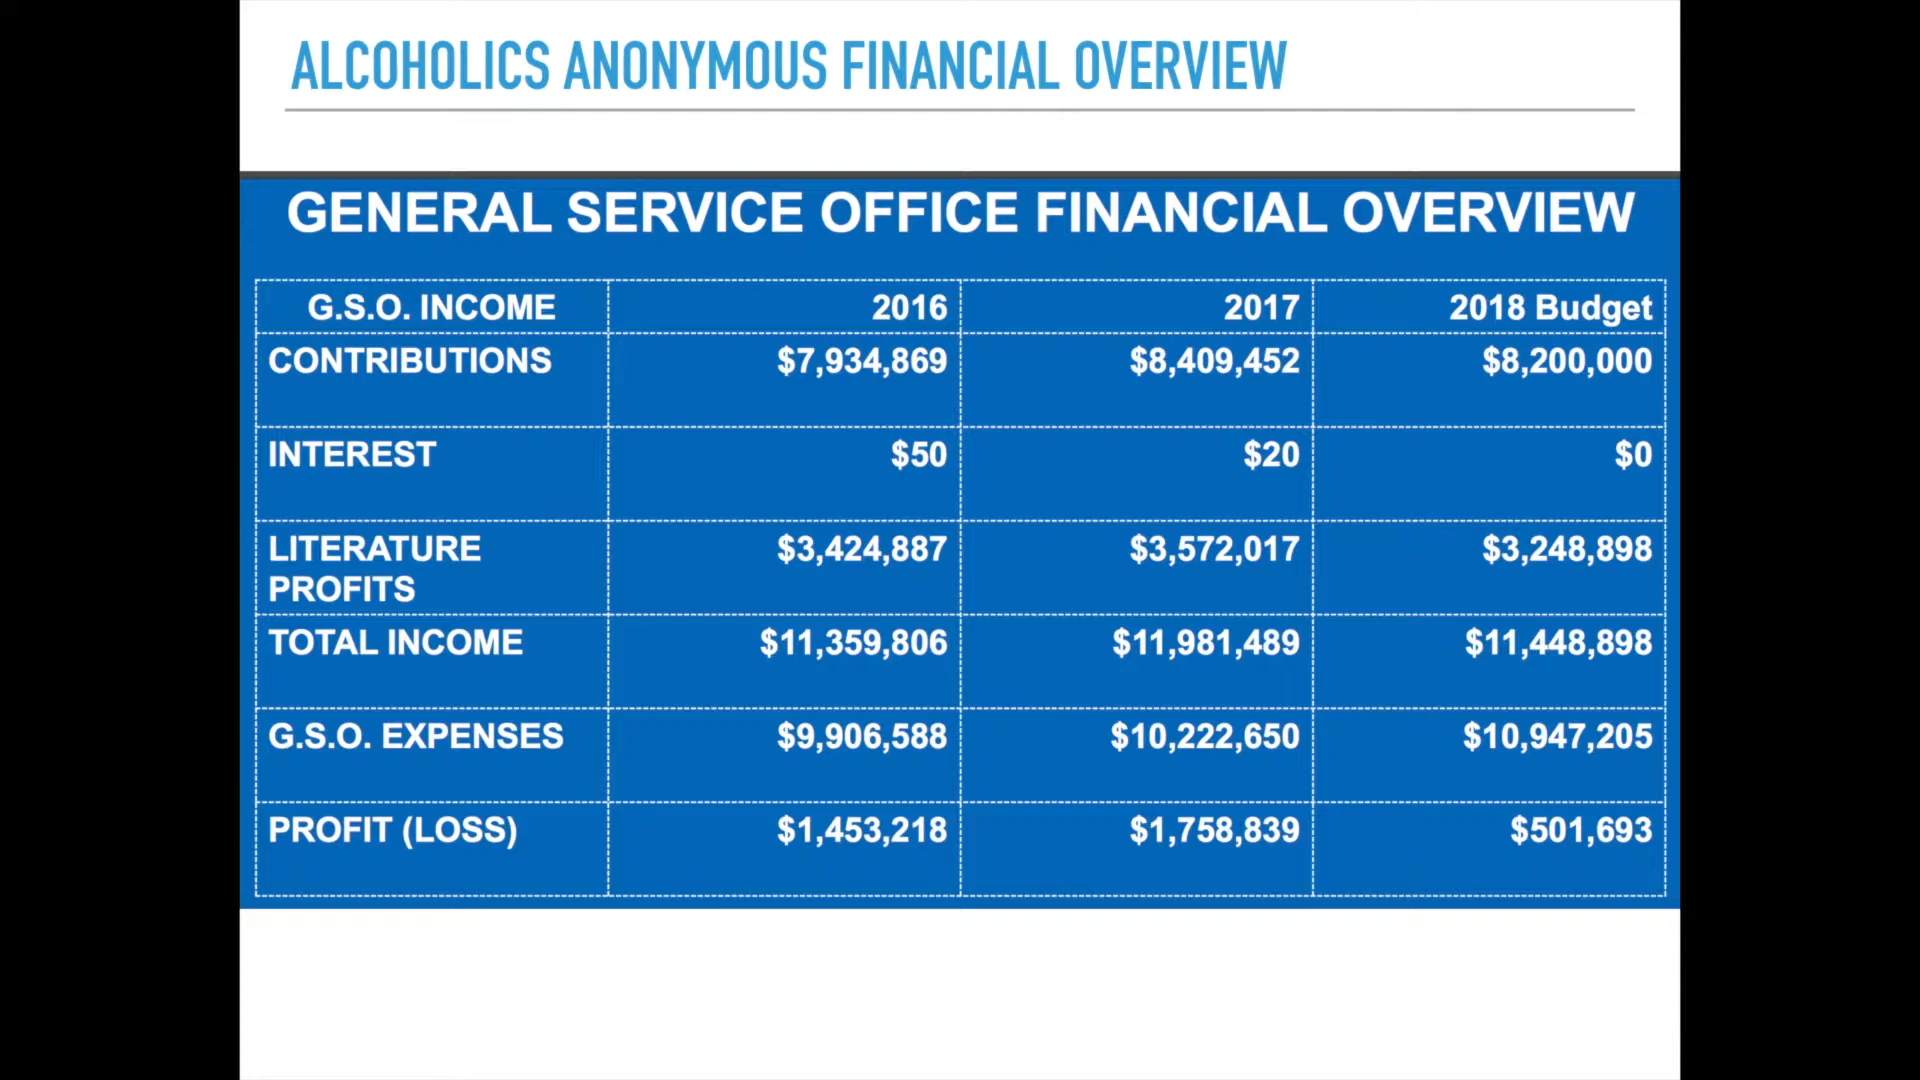 ALCOHOLICS ANONYMOUS FINANCIAL OVERVIEW
GENERAL SERVICE OFFICE FINANCIAL OVERVIEW
G.S.O. INCOME 2016 2017 2018 Budget
CONTRIBUTIONS $7,934,869 $8,409,452 $8,200,000
INTEREST $50 $20 $0
LITERATURE $3,424,887 $3,572,017 $3,248,898
PROFITS
TOTAL INCOME $11,359,806 $11,981,489 $11,448,898
G.S.O. EXPENSES $9,906,588 $10,222,650 $10,947,205
PROFIT (LOSS) $1,453,218 $1,758,839 $501,693